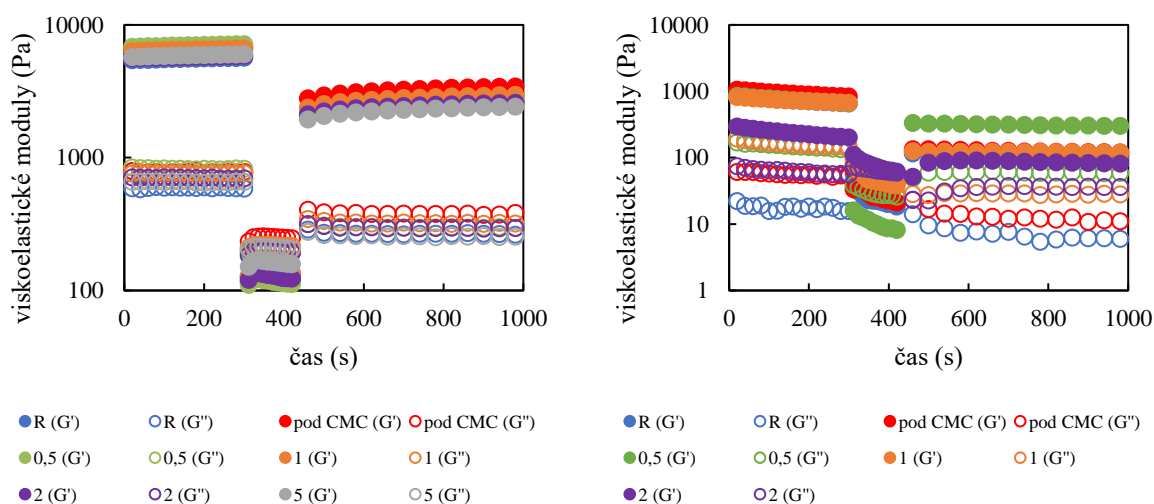 viskoelastické moduly (Pa)
10000
1000
100
0 200 400 600 800 1000
čas (s)
R (G') R (G'') pod CMC (G') pod CMC (G'')
0,5 (G') 0,5 (G'') 1 (G') 1 (G'')
2 (G') 2 (G'') 5 (G') 5 (G'')
viskoelastické moduly (Pa)
10000
1000
100
10
1
0 200 400 600 800 1000
čas (s)
R (G') R (G'') pod CMC (G') pod CMC (G'')
0,5 (G') 0,5 (G'') 1 (G') 1 (G'')
2 (G') 2 (G'')